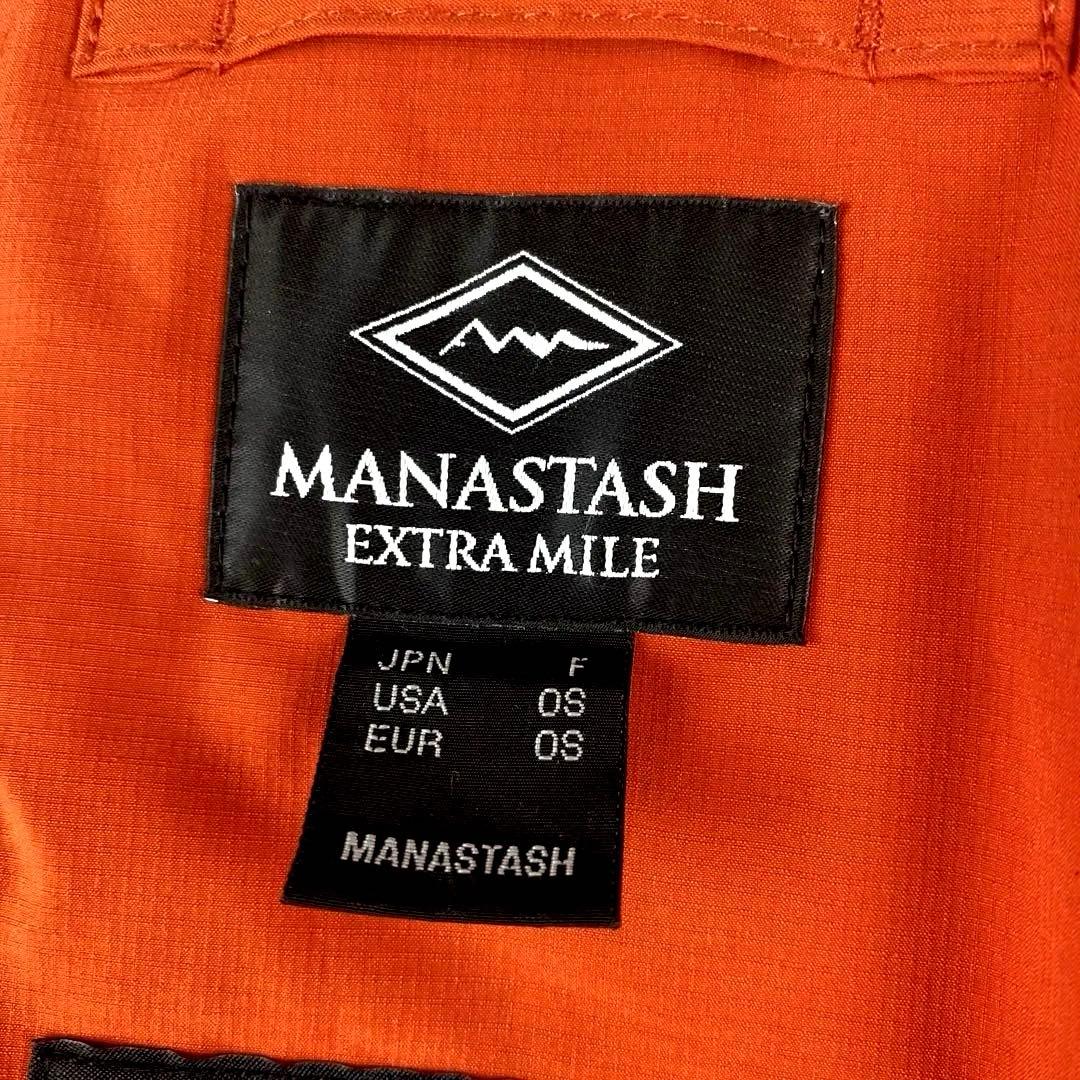 MANASTASH
EXTRA MILE
JPN F
USA OS
EUR OS
MANASTASH